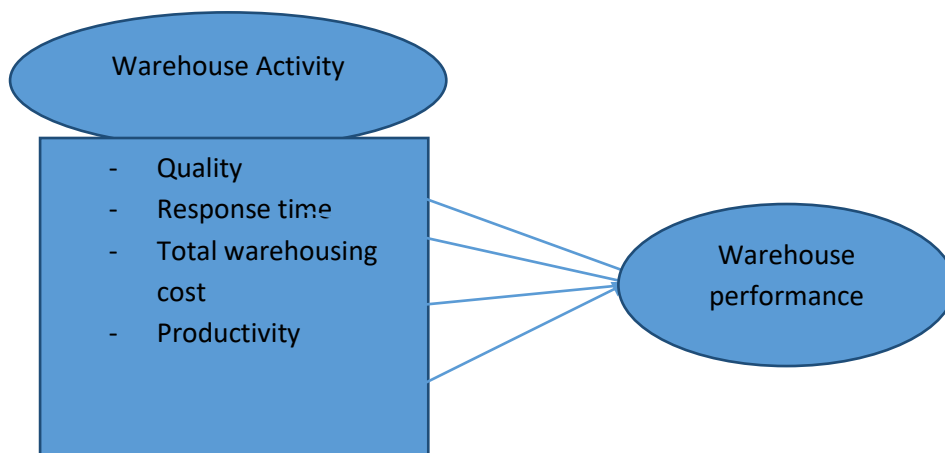 Warehouse Activity
- Quality
- Response time
- Total warehousing
cost
- Productivity
Warehouse
performance